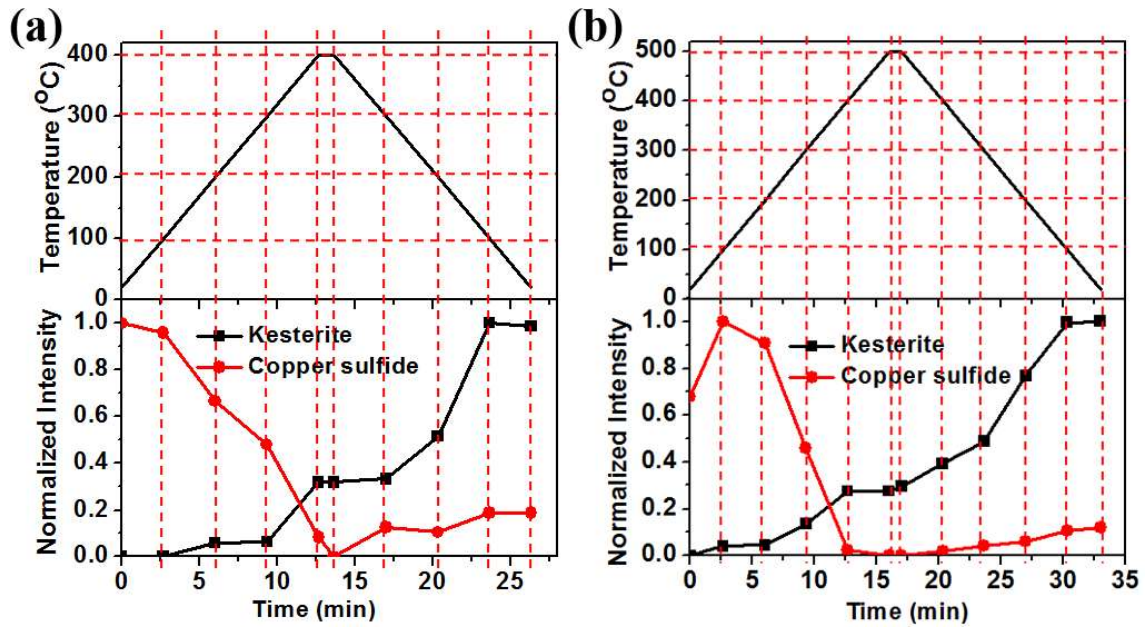 (a)
Temperature (°C)
400
300
200
100
0
Normalized Intensity
1.0
0.8
0.6
0.4
0.2
0.0
Kesterite
Copper sulfide
0 5 10 15 20 25
Time (min)
(b)
Temperature (°C)
500
400
300
200
100
0
Normalized Intensity
1.0
0.8
0.6
0.4
0.2
0.0
Kesterite
Copper sulfide
0 5 10 15 20 25 30 35
Time (min)